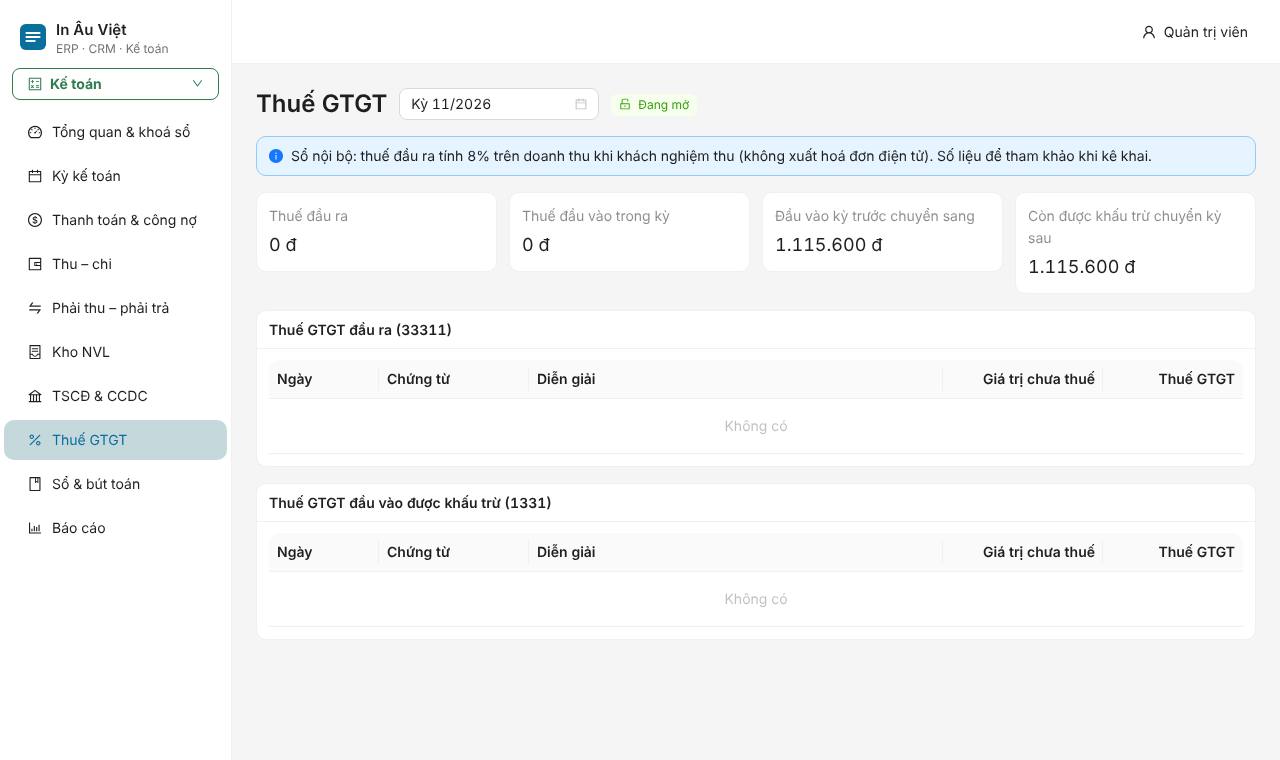 In Âu Việt
ERP · CRM · Kế toán
Kế toán
Tổng quan & khoá sổ
Kỳ kế toán
Thanh toán & công nợ
Thu – chi
Phải thu – phải trả
Kho NVL
TSCĐ & CCDC
Thuế GTGT
Sổ & bút toán
Báo cáo
Quản trị viên
Thuế GTGT
Kỳ 11/2026
Đang mở
Sổ nội bộ: thuế đầu ra tính 8% trên doanh thu khi khách nghiệm thu (không xuất hoá đơn điện tử). Số liệu để tham khảo khi kê khai.
Thuế đầu ra
0 đ
Thuế đầu vào trong kỳ
0 đ
Đầu vào kỳ trước chuyển sang
1.115.600 đ
Còn được khấu trừ chuyển kỳ
sau
1.115.600 đ
Thuế GTGT đầu ra (33311)
Ngày Chứng từ Diễn giải Giá trị chưa thuế Thuế GTGT
Không có
Thuế GTGT đầu vào được khấu trừ (1331)
Ngày Chứng từ Diễn giải Giá trị chưa thuế Thuế GTGT
Không có